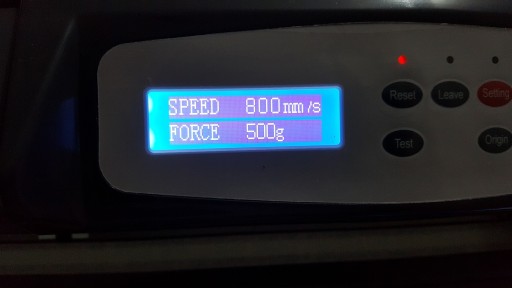 SPEED 800mm/s
FORCE 500g
Reset Leave Setting
Test Origin